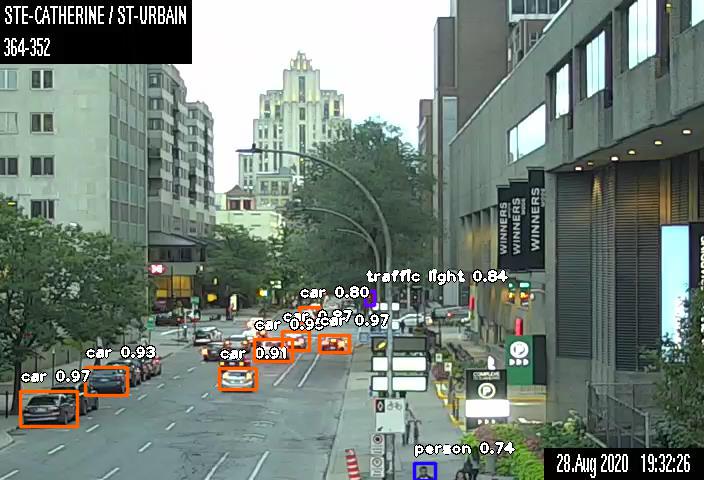 STE-CATHERINE / ST-URBAIN
364-352
WINNERS
WINNERS
WINNERS
traffic light 0.84
car 0.80
car 0.97
car 0.91
car 0.93
car 0.97
P
COMPLEXE
P
person 0.74
28.Aug 2020 19:32:26